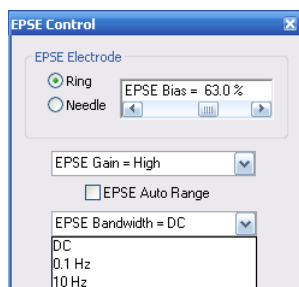 EPSE Control
EPSE Electrode
Ring
EPSE Bias = 63.0 %
Needle
EPSE Gain = High
EPSE Auto Range
EPSE Bandwidth = DC
DC
0.1 Hz
10 Hz